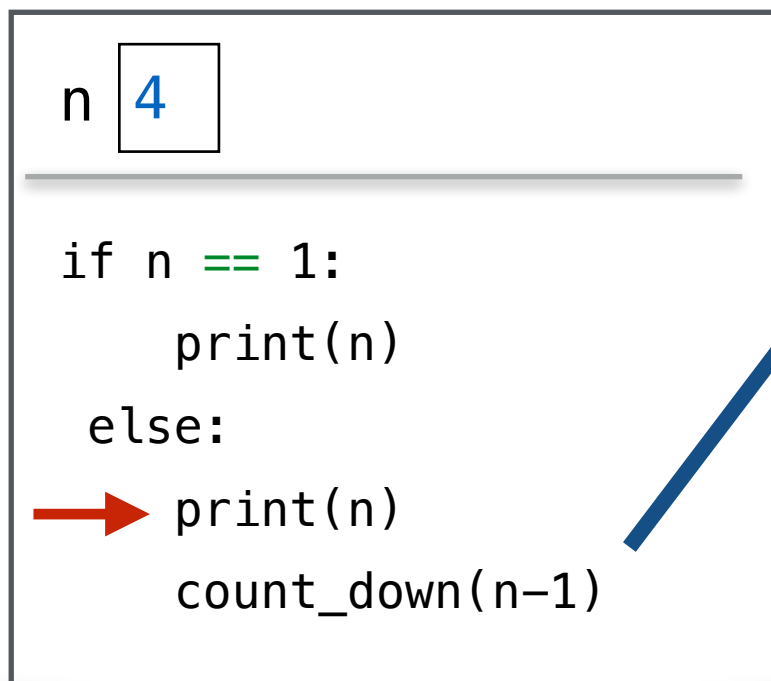 n 4
if n == 1:
print(n)
else:
print(n)
count_down(n-1)